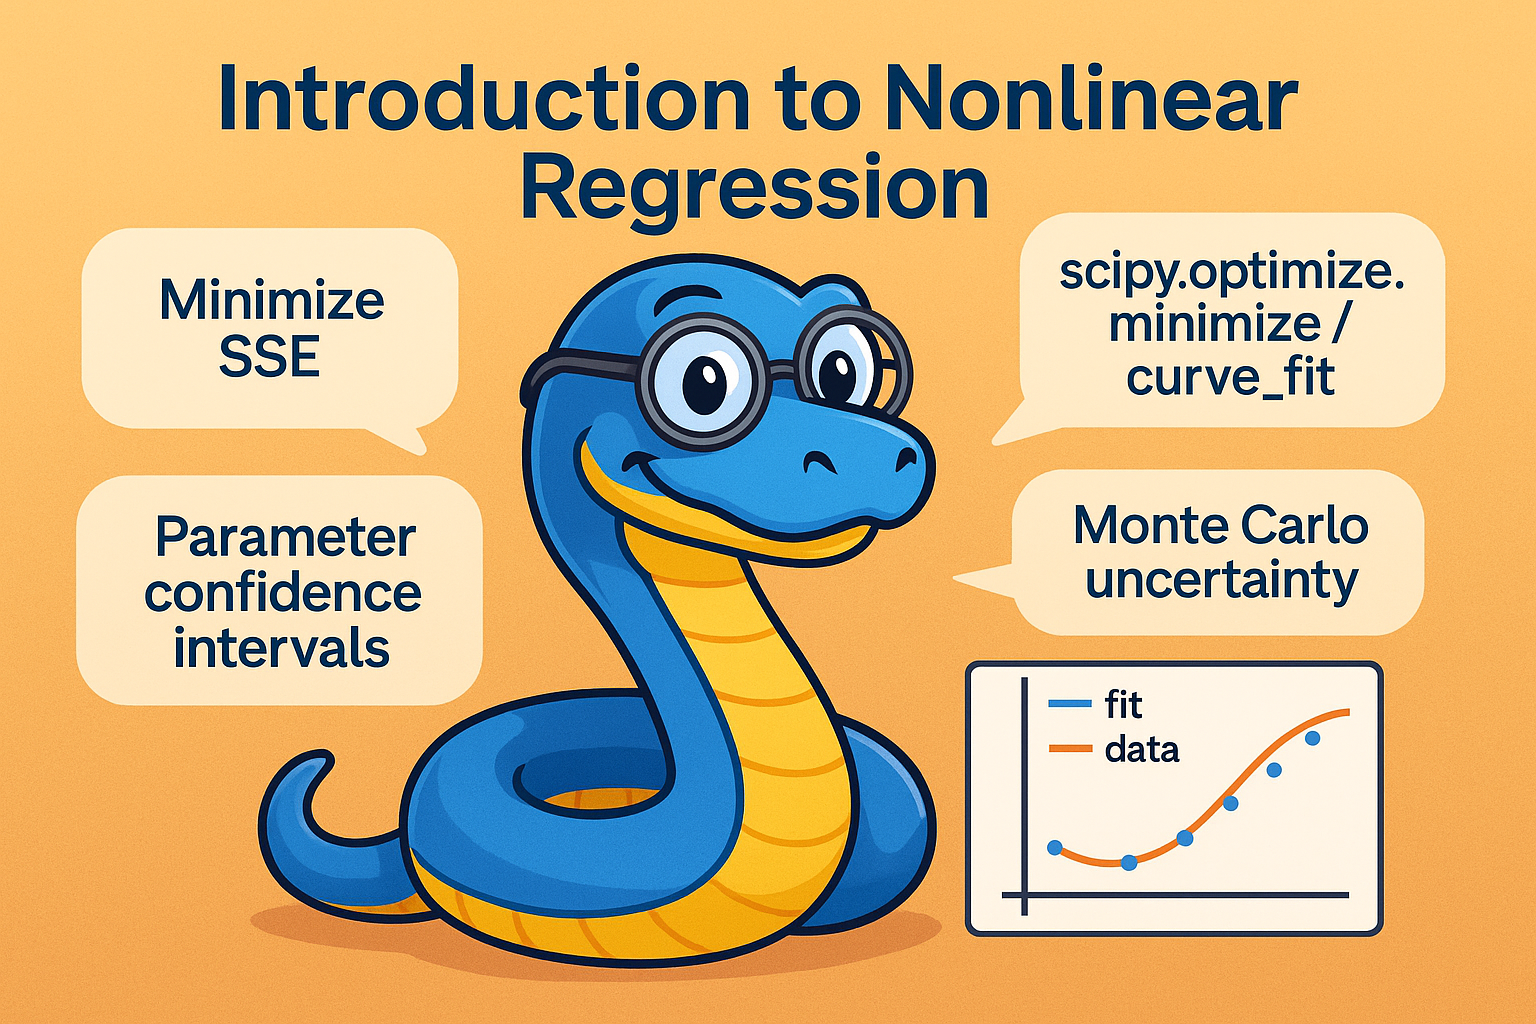 Introduction to Nonlinear
Regression
Minimize
SSE
scipy.optimize.
minimize /
curve_fit
Parameter
confidence
intervals
Monte Carlo
uncertainty
fit
data